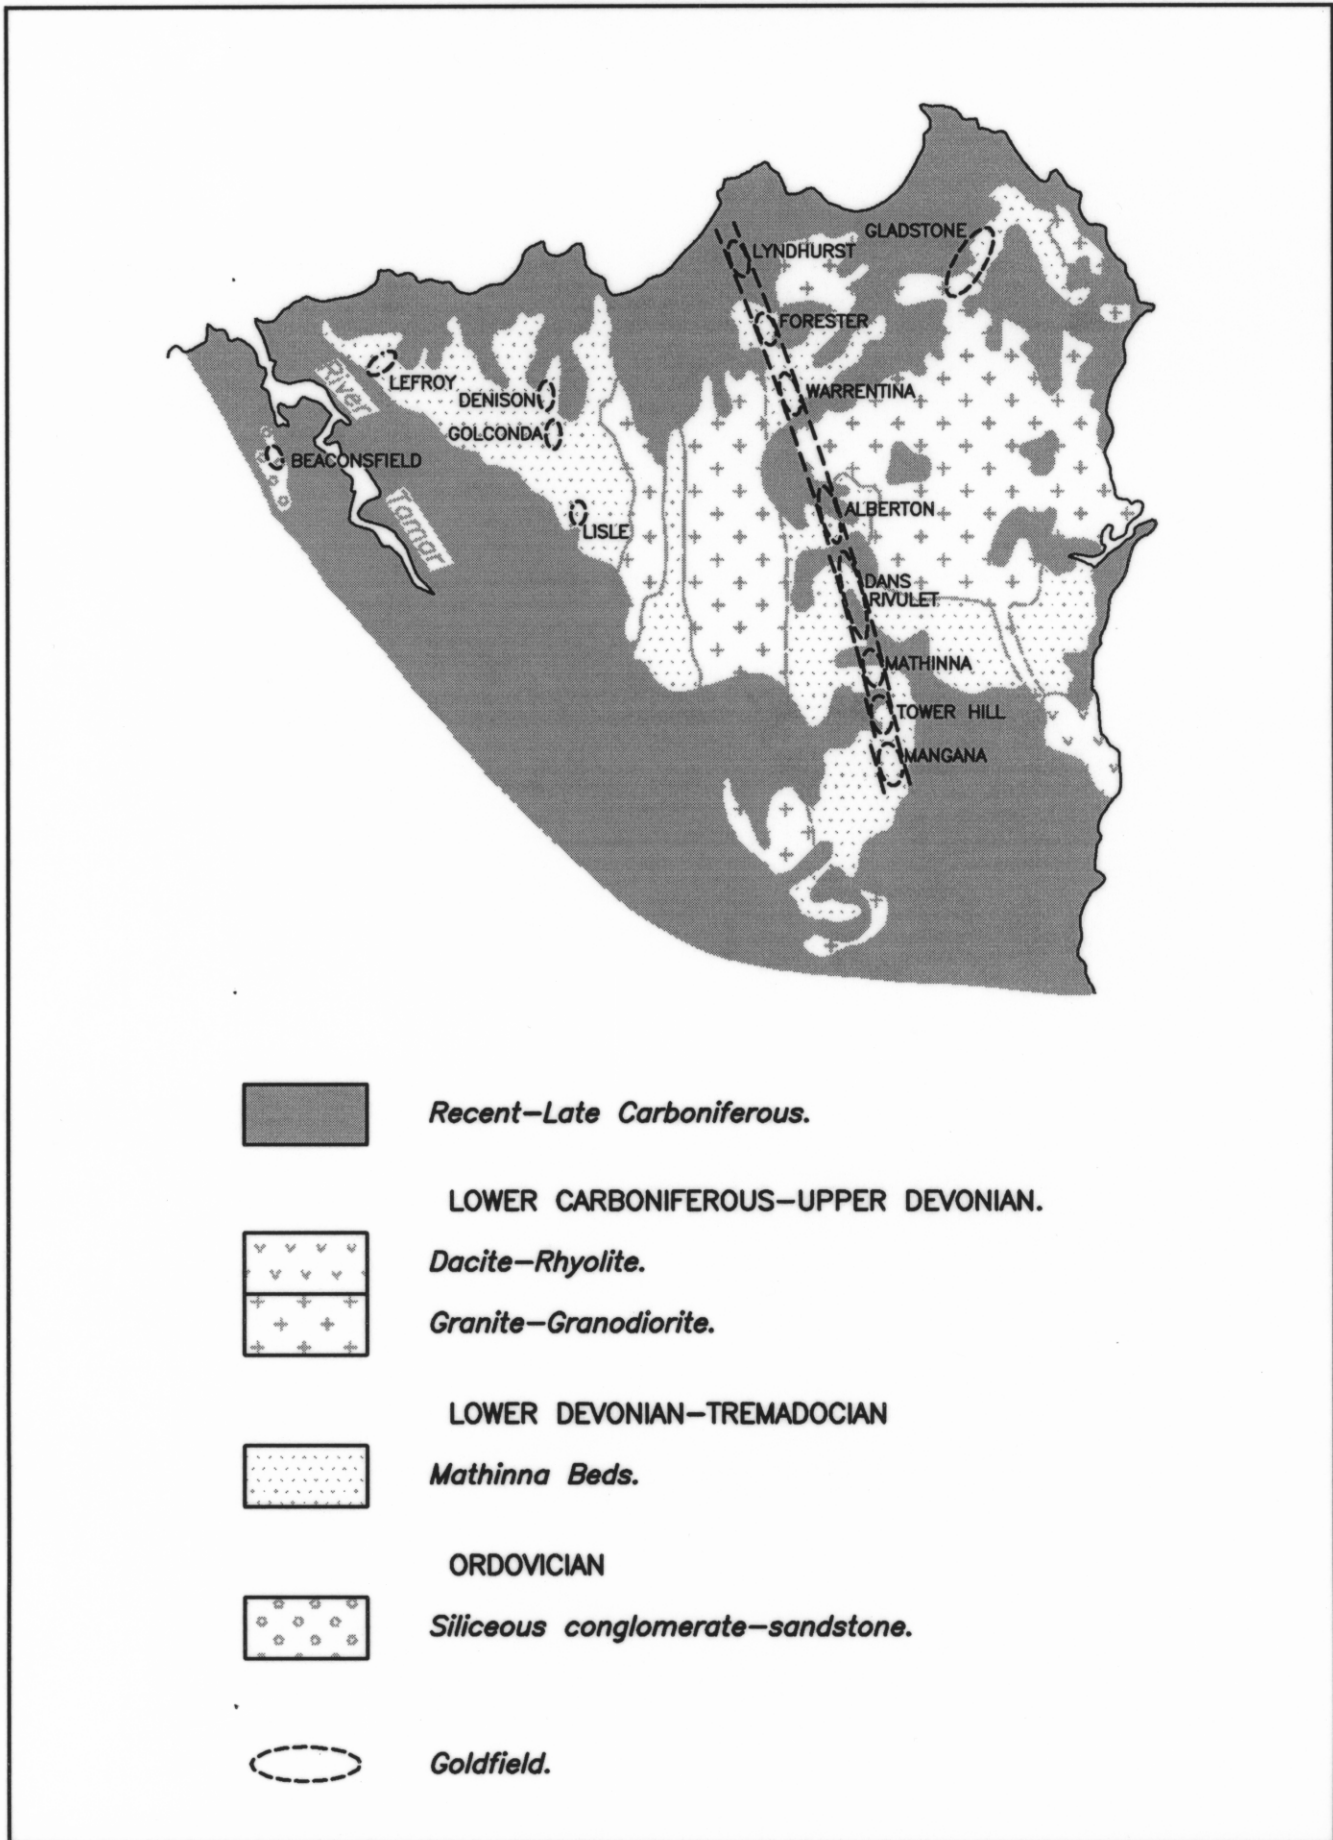 GLADSTONE
LYNDHURST
FORESTER
River
LEFROY
WARRENTINA
DENISON
GOLCONDA
BEACONSFIELD
Tamar
ALBERTON
LISLE
DANS
RIVULET
MATHINNA
TOWER HILL
MANGANA
Recent-Late Carboniferous.
LOWER CARBONIFEROUS-UPPER DEVONIAN.
Dacite-Rhyolite.
Granite-Granodiorite.
LOWER DEVONIAN-TREMADOCIAN
Mathinna Beds.
ORDOVICIAN
Siliceous conglomerate-sandstone.
Goldfield.